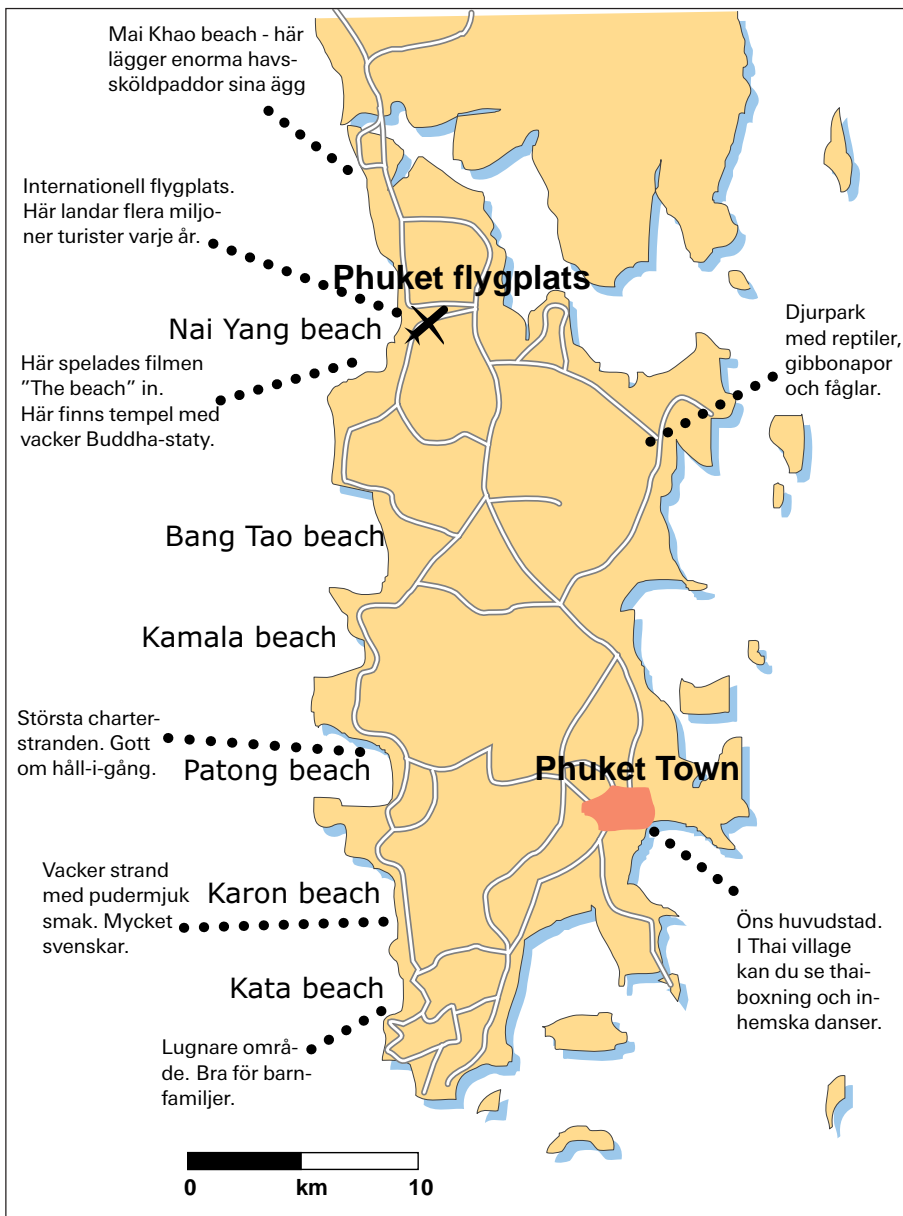 Mai Khao beach - här
lägger enorma havs-
sköldpaddor sina ägg
Internationell flygplats.
Här landar flera miljo-
ner turister varje år.
Phuket flygplats
Nai Yang beach
Djurpark
med reptiler,
gibbonapor
och fåglar.
Här spelades filmen
”The beach” in.
Här finns tempel med
vacker Buddha-staty.
Bang Tao beach
Kamala beach
Största charter-
stranden. Gott
om håll-i-gång.
Patong beach
Phuket Town
Vacker strand
med pudermjuk
smak. Mycket
svenskar.
Karon beach
Öns huvudstad.
I Thai village
kan du se thai-
boxning och in-
hemska danser.
Kata beach
Lugnare områ-
de. Bra för barn-
familjer.
0 km 10